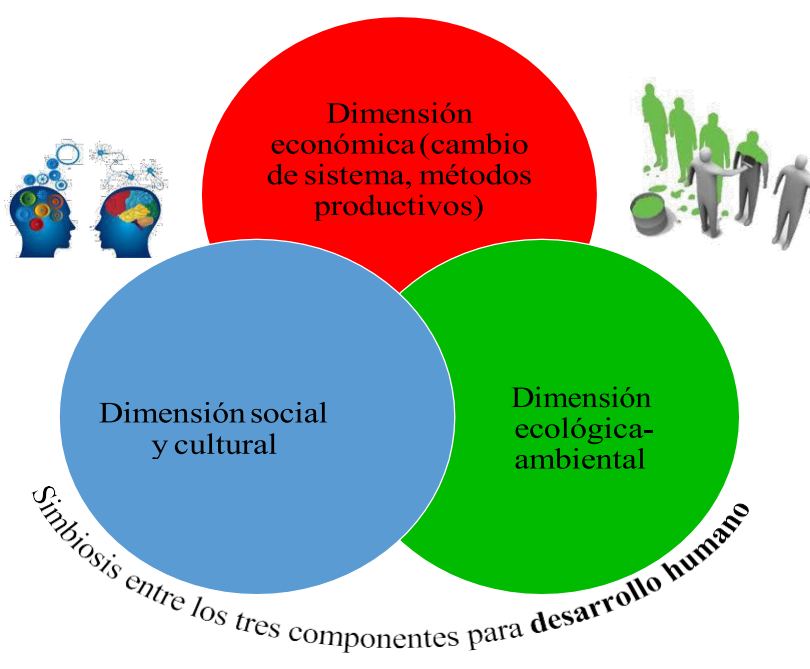 Dimensión
económica (cambio
de sistema, métodos
productivos)
Dimensión social
y cultural
Dimensión
ecológica-
ambiental
Simbiosis entre los tres componentes para desarrollo humano